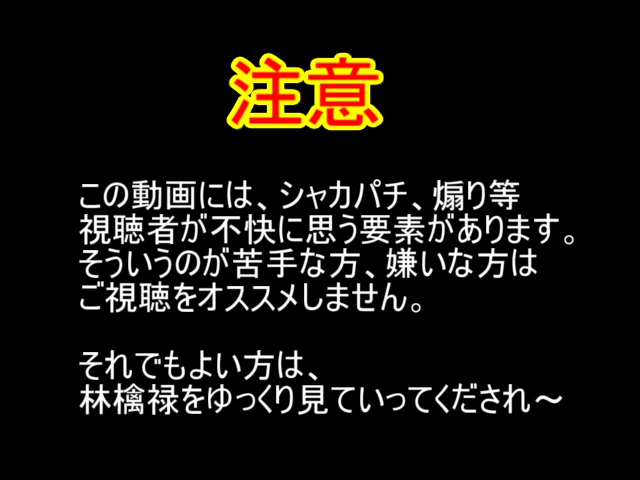 注意
この動画には、シャカパチ、煽り等
視聴者が不快に思う要素があります。
そういうのが苦手な方、嫌いな方は
ご視聴をオススメしません。
それでもよい方は、
林檎禄をゆっくり見ていってくだされ～